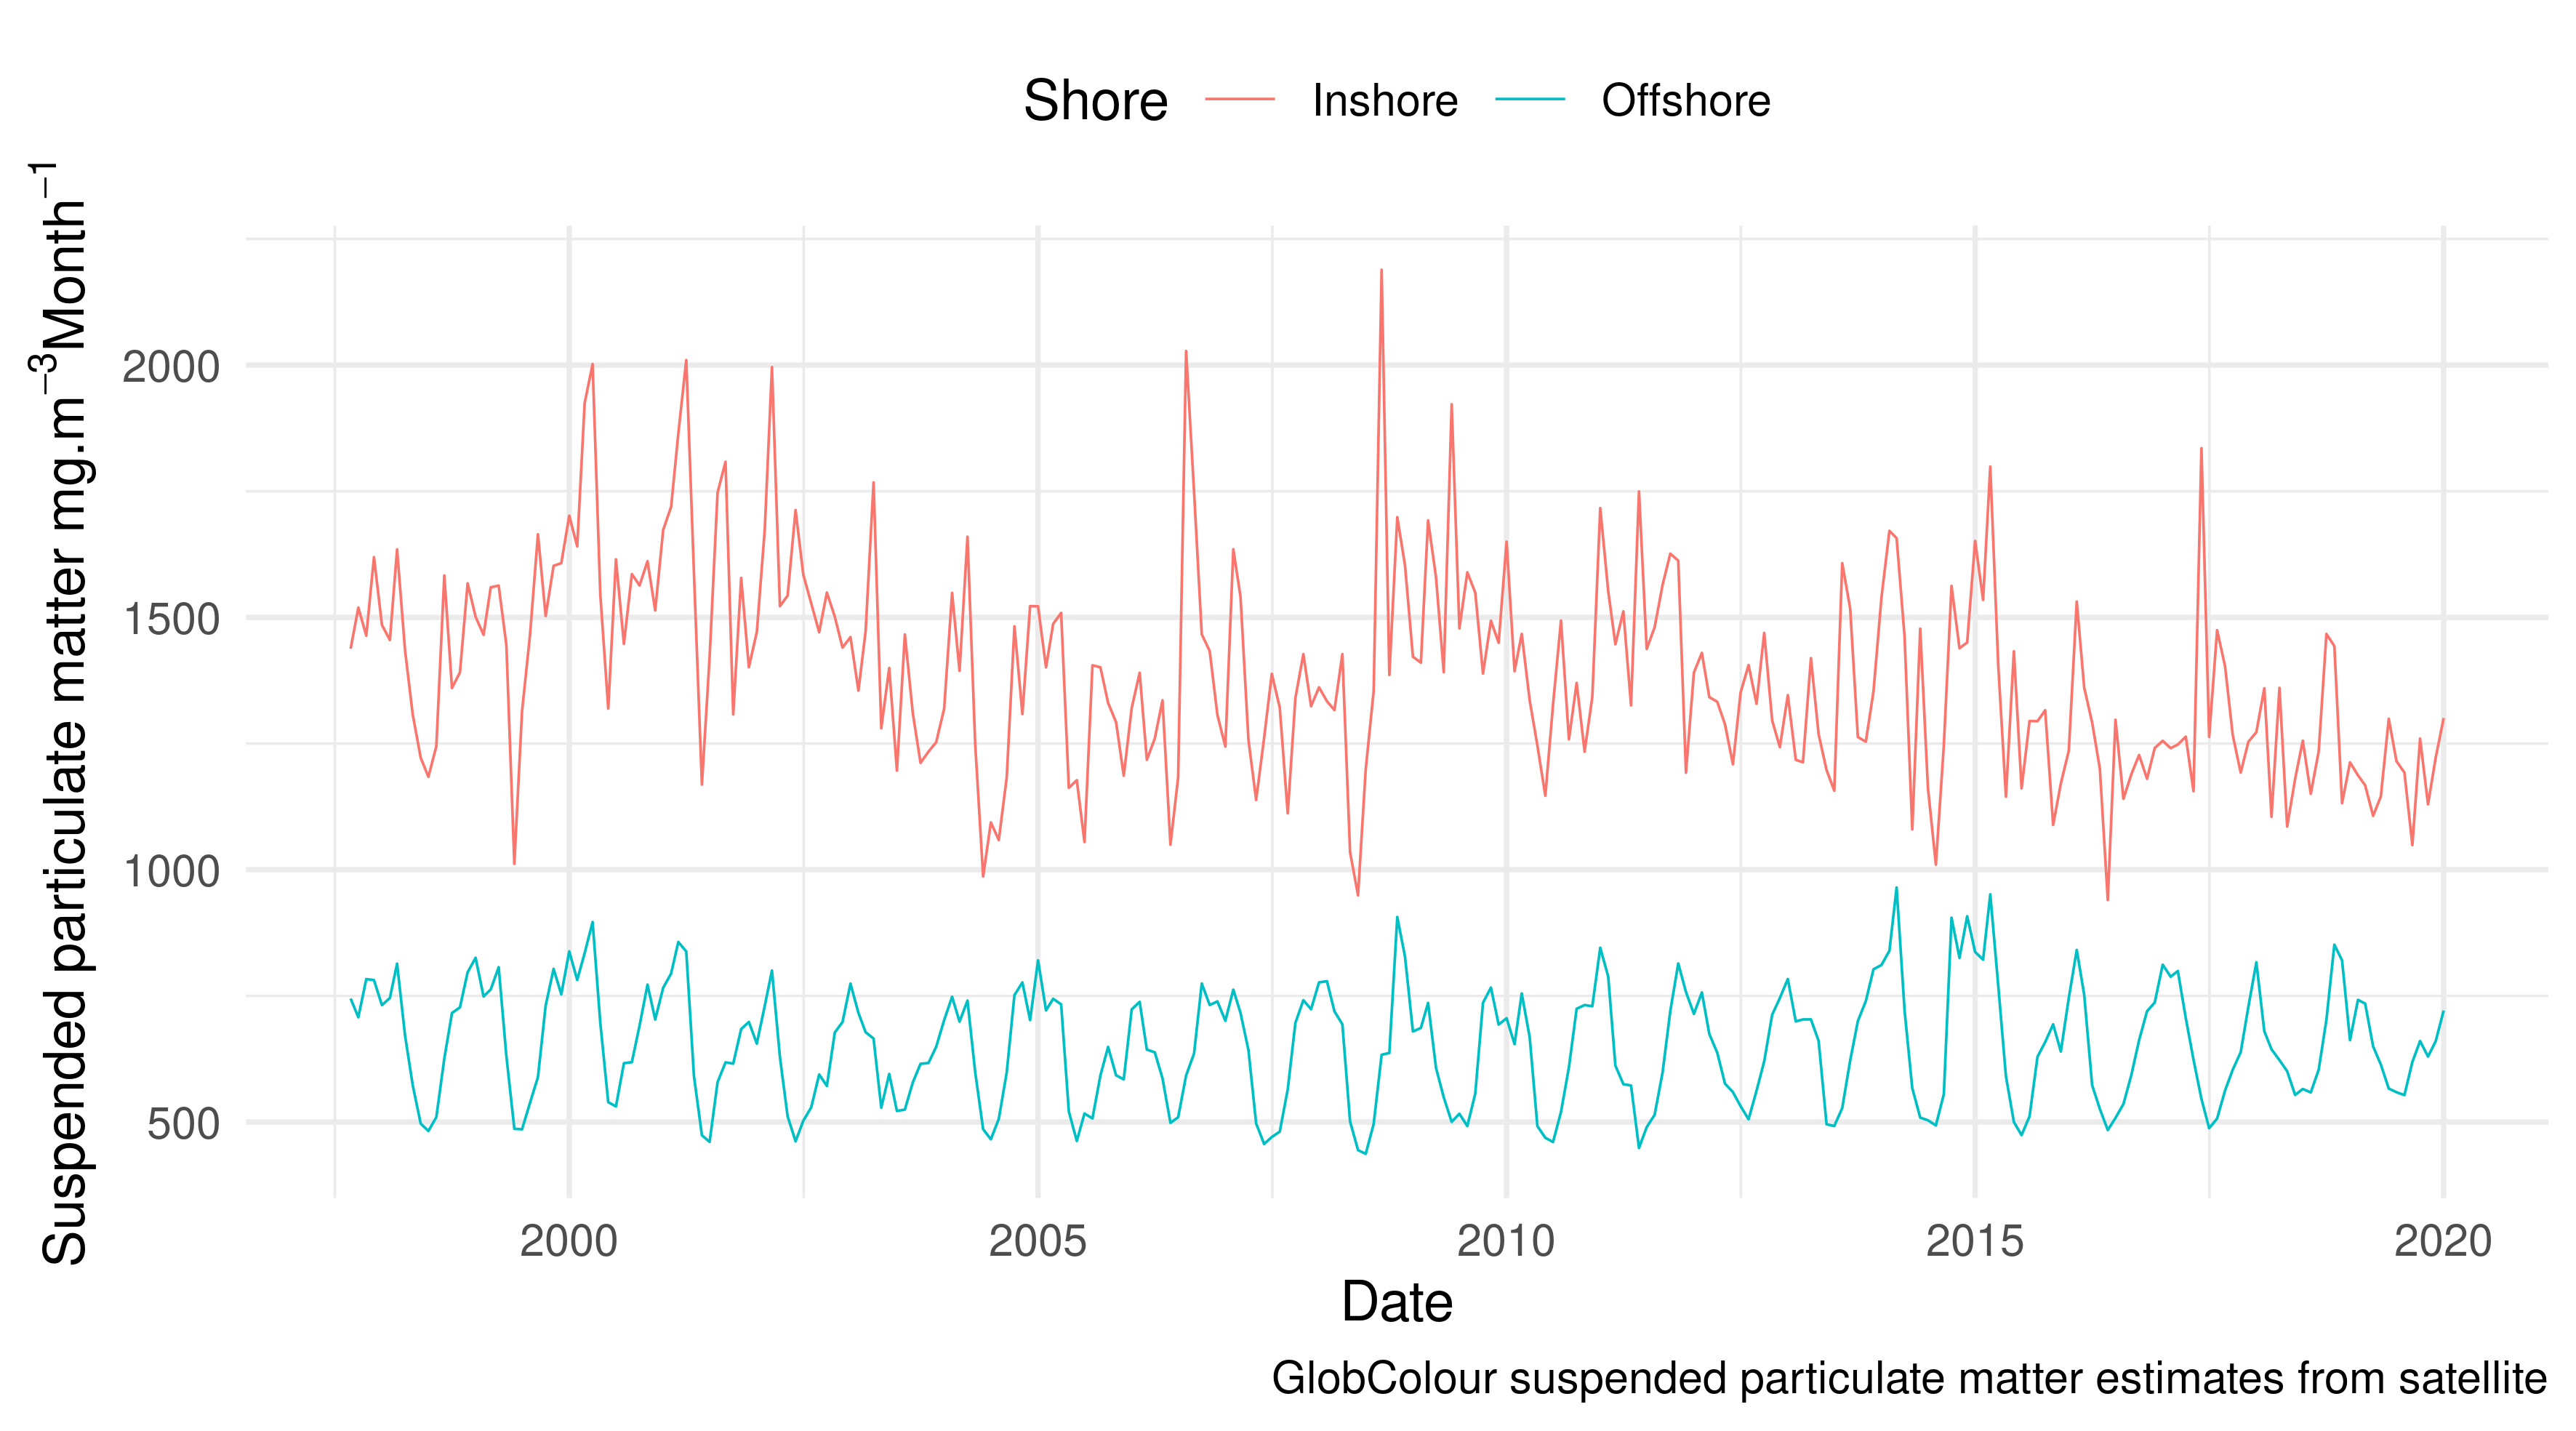 Shore Inshore Offshore
Suspended particulate matter mg.m⁻³Month⁻¹
2000
1500
1000
500
2000 2005 2010 2015 2020
Date
GlobColour suspended particulate matter estimates from satellite